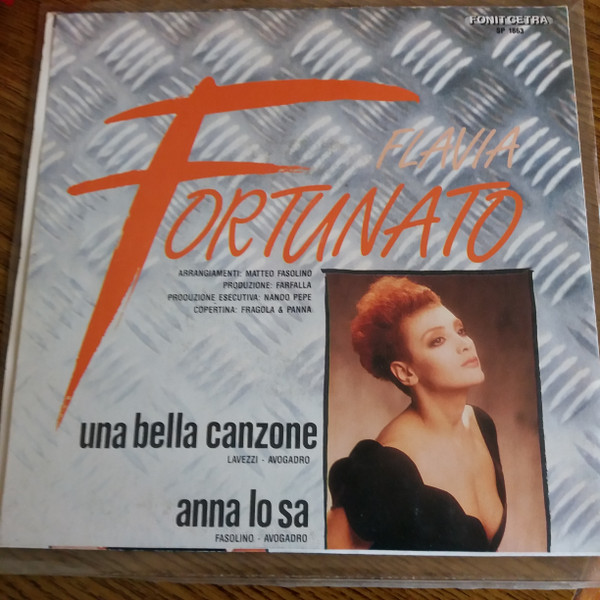 FONIT CETRA
SP 1863
FLAVIA
FORTUNATO
ARRANGIAMENTI: MATTEO FASOLINO
PRODUZIONE: FARFALLA
PRODUZIONE ESECUTIVA: NANDO PEPE
COPERTINA: FRAGOLA & PANNA
una bella canzone
LAVEZZI - AVOGADRO
anna lo sa
FASOLINO - AVOGADRO